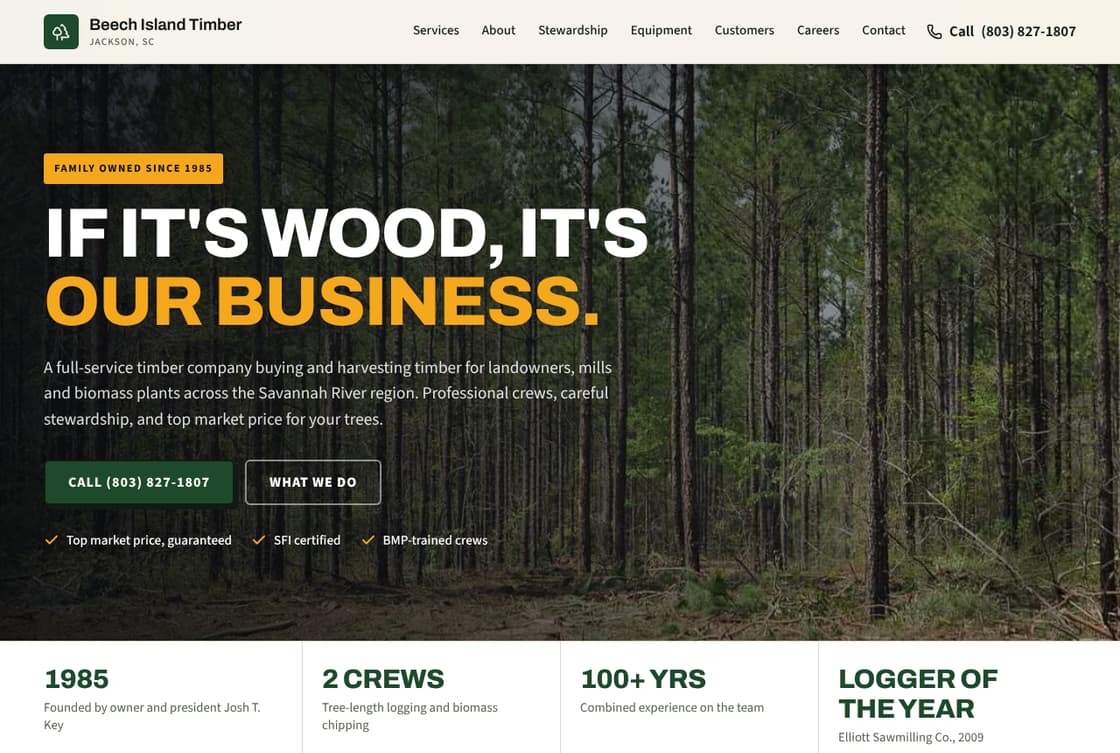 Beech Island Timber
JACKSON, SC
Services
About
Stewardship
Equipment
Customers
Careers
Contact
Call (803) 827-1807
FAMILY OWNED SINCE 1985
IF IT'S WOOD, IT'S
OUR BUSINESS.
A full-service timber company buying and harvesting timber for landowners, mills
and biomass plants across the Savannah River region. Professional crews, careful
stewardship, and top market price for your trees.
CALL (803) 827-1807
WHAT WE DO
Top market price, guaranteed
SFI certified
BMP-trained crews
1985
Founded by owner and president Josh T.
Key
2 CREWS
Tree-length logging and biomass
chipping
100+ YRS
Combined experience on the team
LOGGER OF
THE YEAR
Elliott Sawmilling Co., 2009